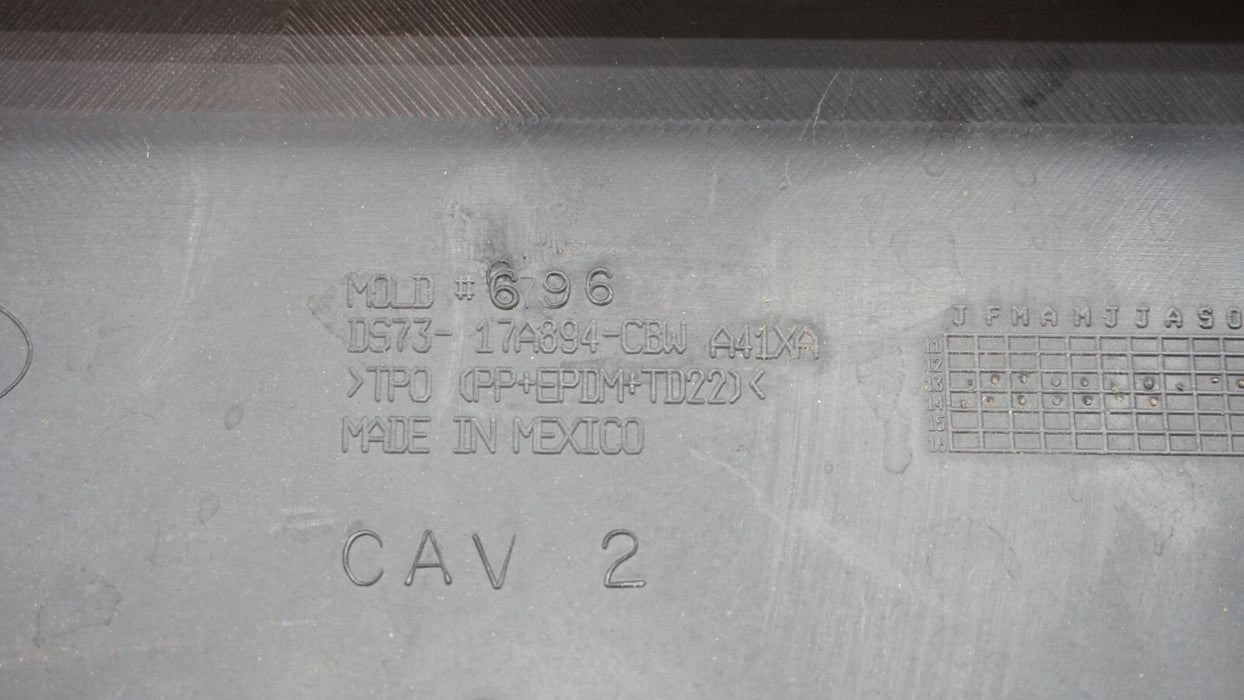 MOLD # 6796
DS73- 17A894-CBW A41XA
>TPO (PP+EPDM+TD22)<
MADE IN MEXICO
CAV 2
J F M A M J J A S O
11
12
13
14
15
16